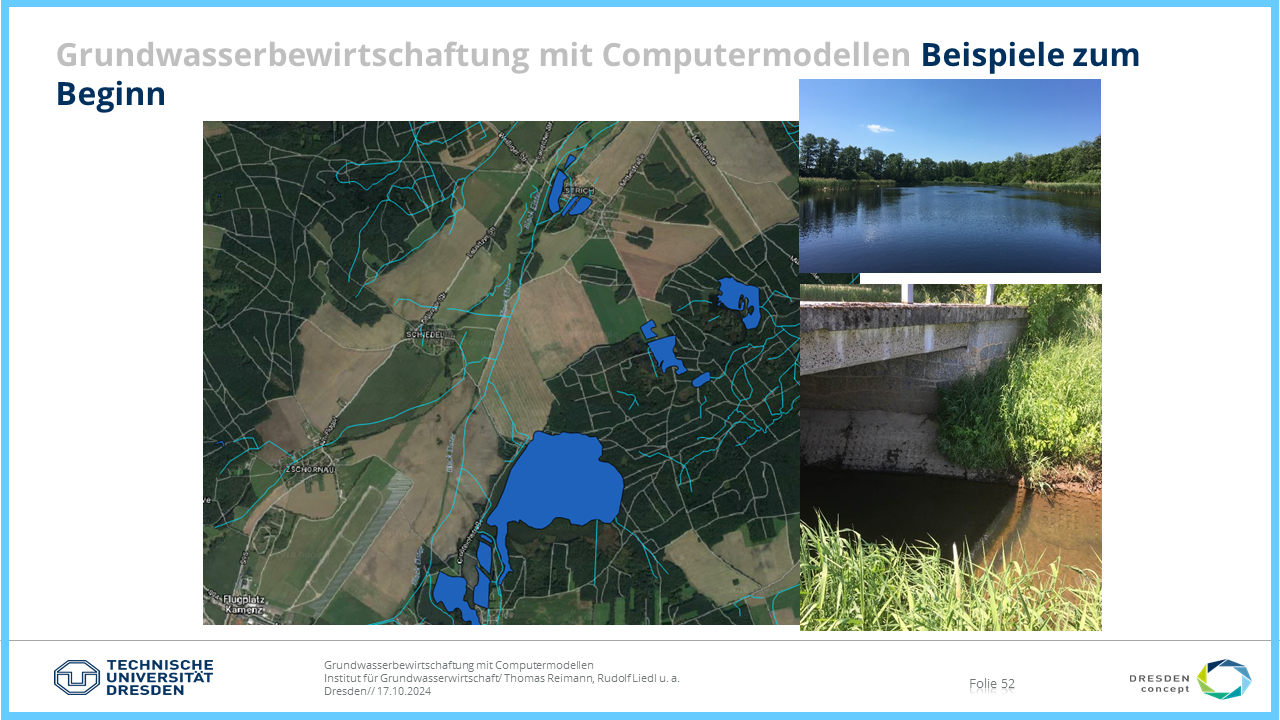 Grundwasserbewirtschaftung mit Computermodellen Beispiele zum
Beginn
STRICH
SCHIEDEL
ZSCHORNAU
Flugplatz
Kamenz
TECHNISCHE
UNIVERSITÄT
DRESDEN
Grundwasserbewirtschaftung mit Computermodellen
Institut für Grundwasserwirtschaft/ Thomas Reimann, Rudolf Liedl u. a.
Dresden// 17.10.2024
Folie 52
DRESDEN
concept